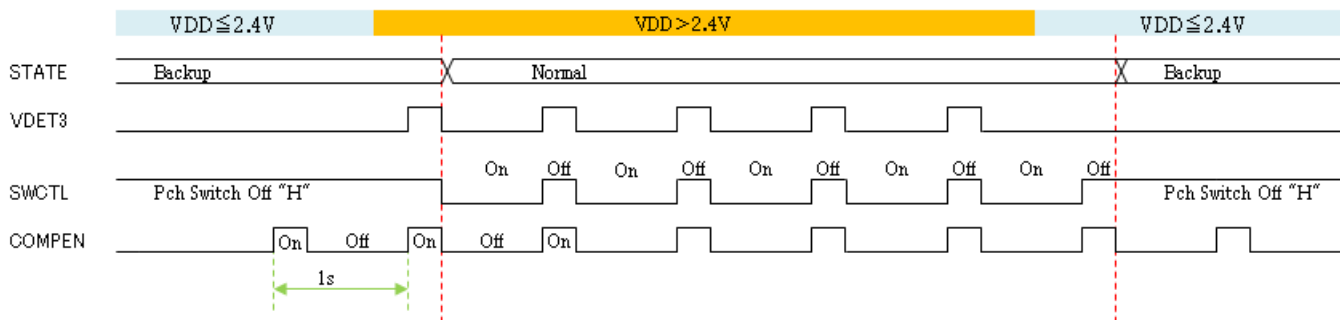 VDD≦2.4V VDD>2.4V VDD≦2.4V
STATE Backup Normal Backup
VDET3
On Off On Off On Off On Off On Off
SWCTL Pch Switch Off "H" Pch Switch Off "H"
COMPEN On Off On Off On
1s